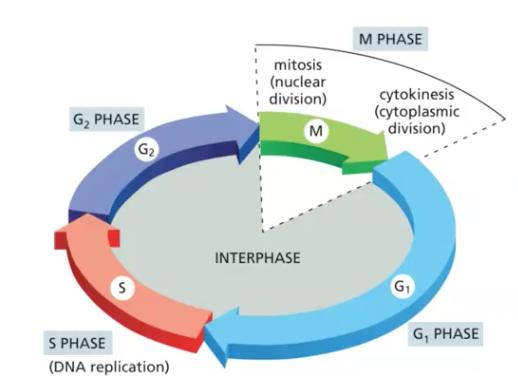 M PHASE
mitosis
(nuclear
division)
cytokinesis
(cytoplasmic
division)
G₂ PHASE
M
G₂
INTERPHASE
S
G₁
G₁ PHASE
S PHASE
(DNA replication)